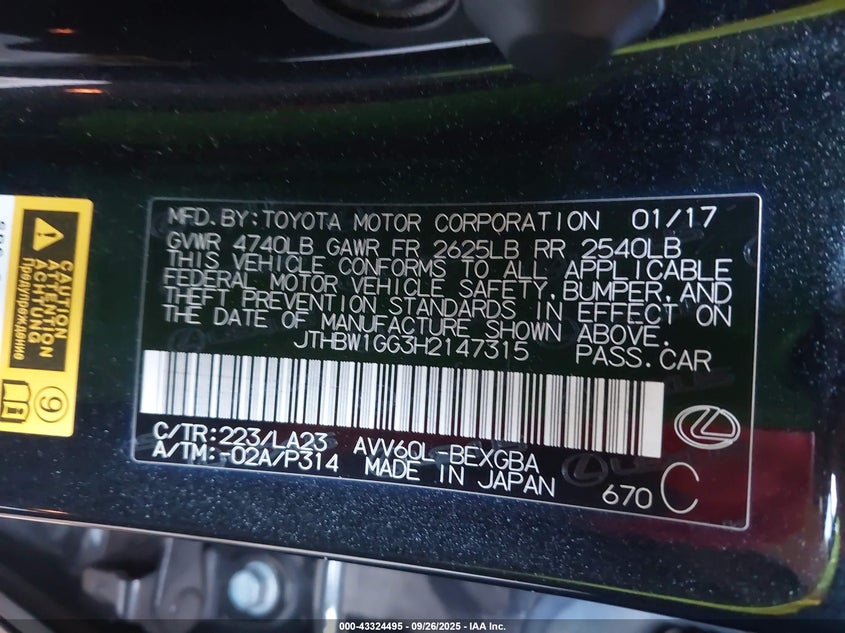 MFD.BY:TOYOTA MOTOR CORPORATION 01/17
GVWR 4740LB GAWR FR 2625LB RR 2540LB
THIS VEHICLE CONFORMS TO ALL APPLICABLE
FEDERAL MOTOR VEHICLE SAFETY,BUMPER,AND
THEFT PREVENTION STANDARDS IN EFFECT ON
THE DATE OF MANUFACTURE SHOWN ABOVE.
JTHBW1GG3H2147315 PASS.CAR
C/TR:223/LA23 AVV60L-BEXGBA
A/TM:-02A/P314 MADE IN JAPAN
670 C
CAUTION
ATTENTION
ACHTUNG
Предупреждение
9
000-43324495 - 09/26/2025 - IAA Inc.